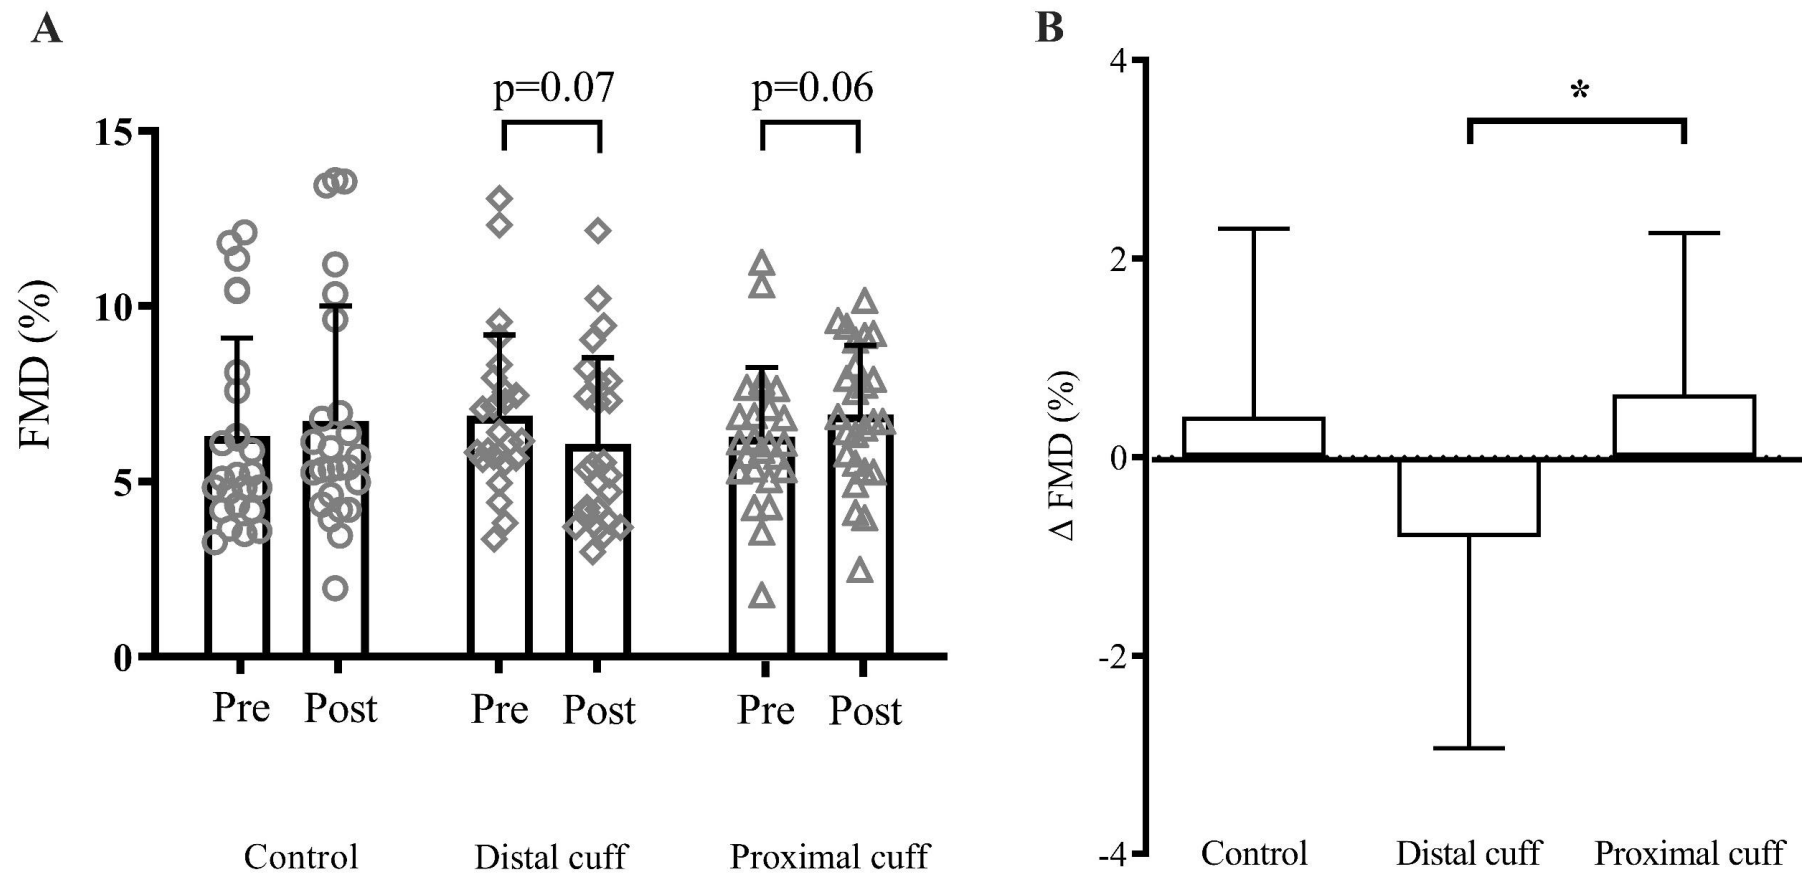 A
p=0.07 p=0.06
15
10
5
0
FMD (%)
Pre Post Pre Post Pre Post
Control Distal cuff Proximal cuff
B
*
4
2
0
-2
-4
Δ FMD (%)
Control Distal cuff Proximal cuff